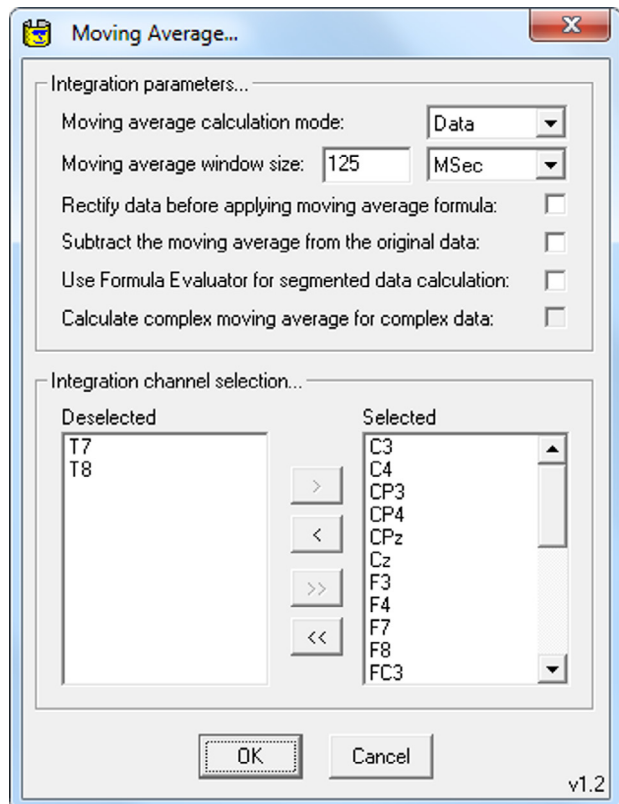 Moving Average...
Integration parameters...
Moving average calculation mode: Data
Moving average window size: 125 MSec
Rectify data before applying moving average formula:
Subtract the moving average from the original data:
Use Formula Evaluator for segmented data calculation:
Calculate complex moving average for complex data:
Integration channel selection...
Deselected
T7
T8
>
<
>>
<<
Selected
C3
C4
CP3
CP4
CPz
Cz
F3
F4
F7
F8
FC3
OK Cancel
v1.2